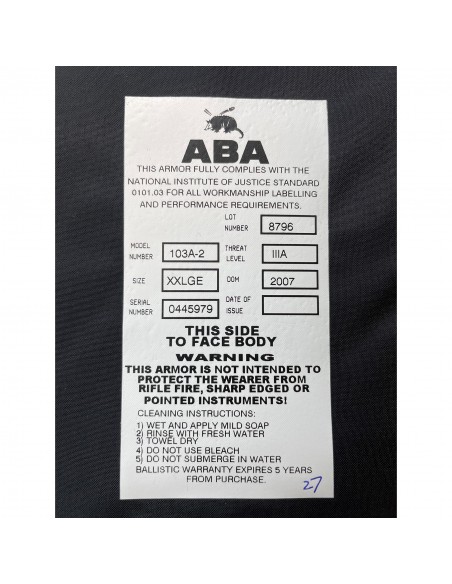 ABA
THIS ARMOR FULLY COMPLIES WITH THE
NATIONAL INSTITUTE OF JUSTICE STANDARD
0101.03 FOR ALL WORKMANSHIP LABELLING
AND PERFORMANCE REQUIREMENTS.
LOT NUMBER 8796
MODEL NUMBER 103A-2 THREAT LEVEL IIIA
SIZE XXLGE DOM 2007
SERIAL NUMBER 0445979 DATE OF ISSUE
THIS SIDE
TO FACE BODY
WARNING
THIS ARMOR IS NOT INTENDED TO
PROTECT THE WEARER FROM
RIFLE FIRE, SHARP EDGED OR
POINTED INSTRUMENTS!
CLEANING INSTRUCTIONS:
1) WET AND APPLY MILD SOAP
2) RINSE WITH FRESH WATER
3) TOWEL DRY
4) DO NOT USE BLEACH
5) DO NOT SUBMERGE IN WATER
BALLISTIC WARRANTY EXPIRES 5 YEARS
FROM PURCHASE.
27